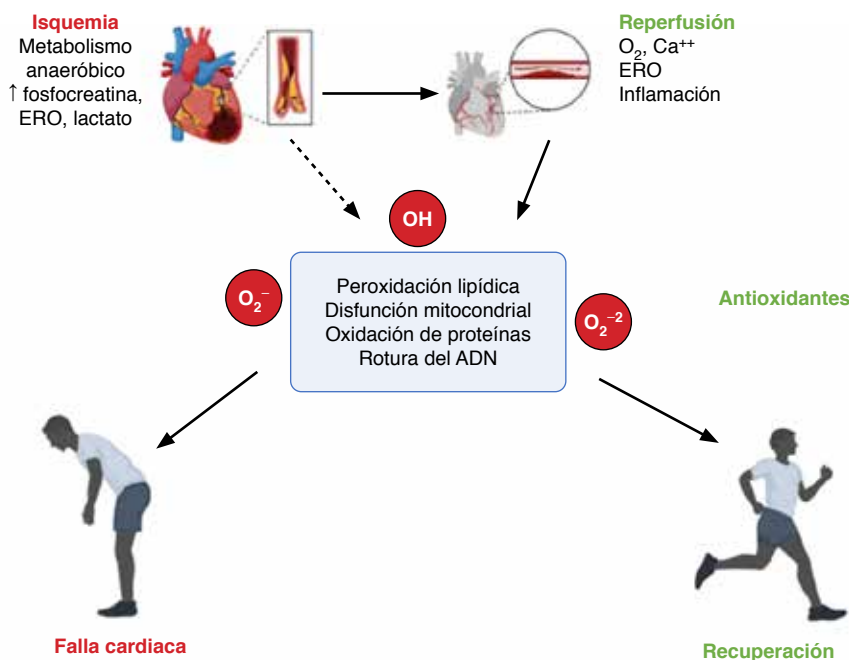 Isquemia
Metabolismo
anaeróbico
↑ fosfocreatina,
ERO, lactato
Reperfusión
O₂, Ca⁺⁺
ERO
Inflamación
OH
O₂⁻
Peroxidación lipídica
Disfunción mitocondrial
Oxidación de proteínas
Rotura del ADN
O₂⁻²
Antioxidantes
Falla cardiaca
Recuperación